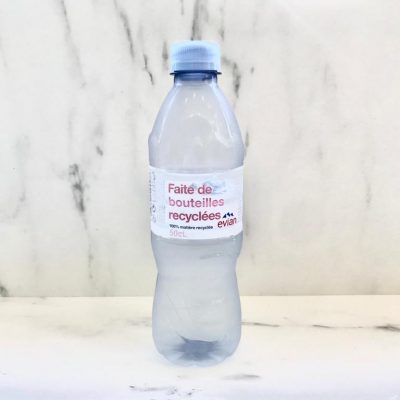 Faite de
bouteilles
recyclées
evian
100% matière recyclée
50cL